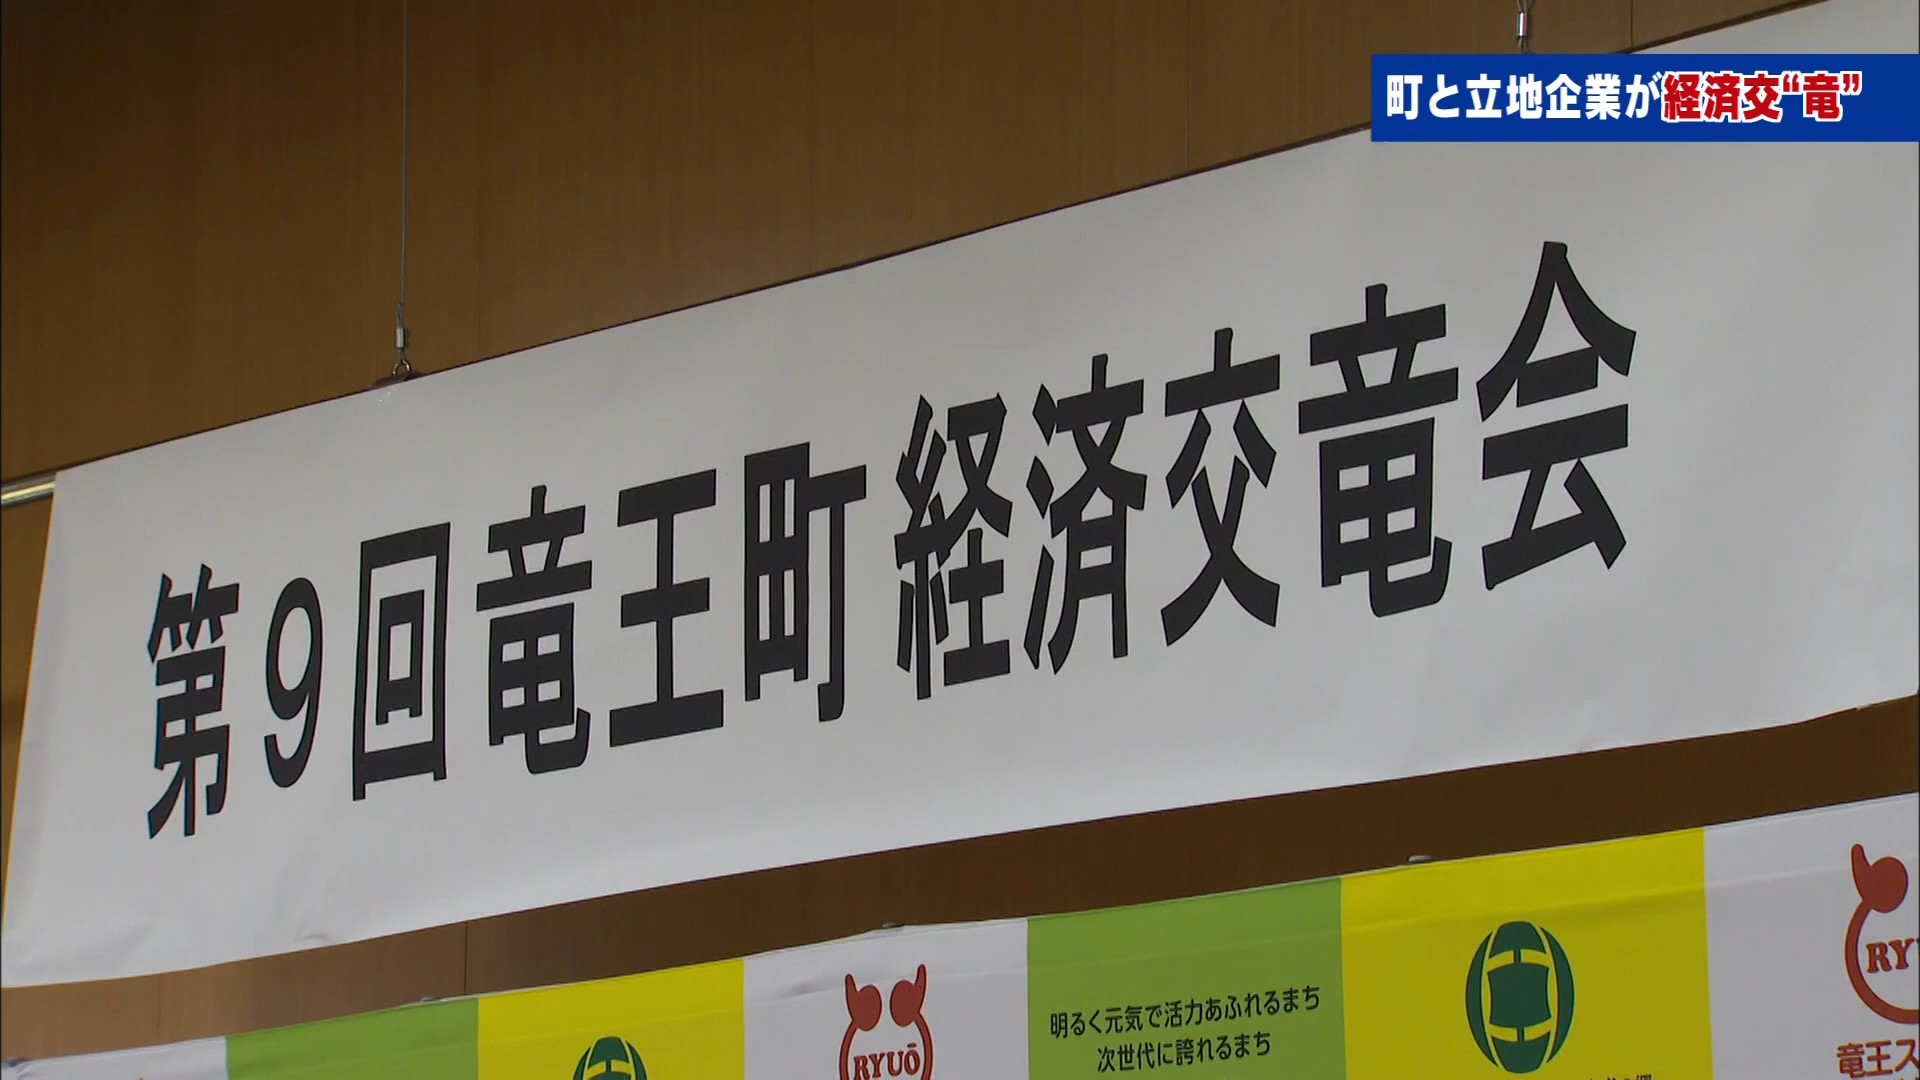 町と立地企業が経済交“竜”
第9回竜王町 経済交竜会
明るく元気で活力あふれるまち
次世代に誇れるまち
RYUŌ
RY
竜王ス